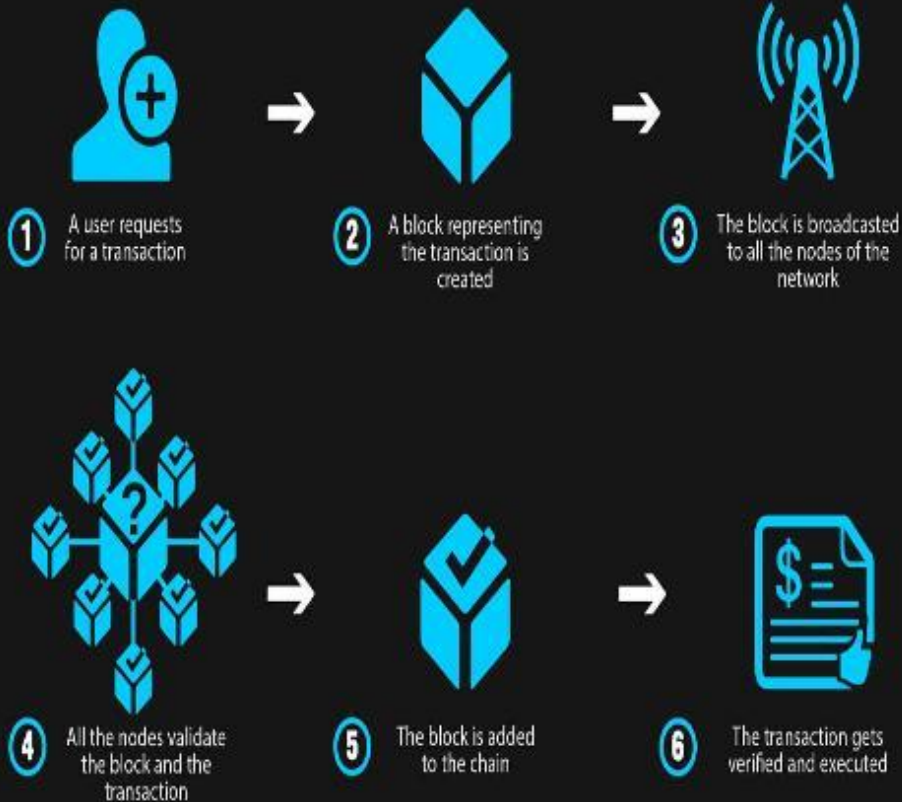 1
A user requests
for a transaction
2
A block representing
the transaction is
created
3
The block is broadcasted
to all the nodes of the
network
?
$
4
All the nodes validate
the block and the
transaction
5
The block is added
to the chain
6
The transaction gets
verified and executed